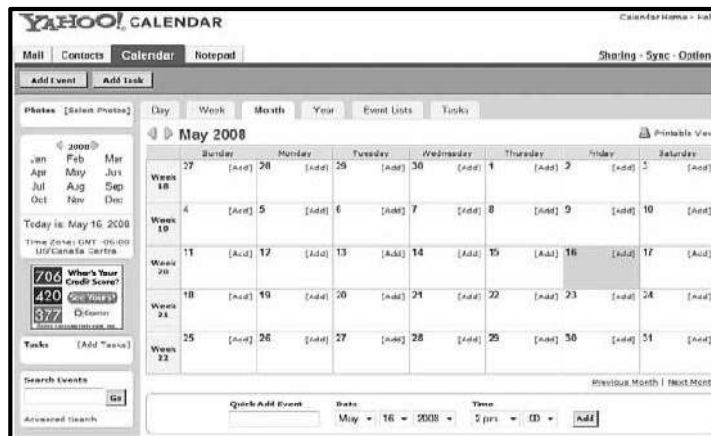 YAHOO! CALENDAR
Calendar Home - Hel
Mail Contacts Calendar Notepad
Sharing - Sync - Option
Add Event Add Task
Photos [Select Photos]
Day Week Month Year Event Lists Tasks
May 2008
Printable View
2008
Jan Feb Mar
Apr May Jun
Jul Aug Sep
Oct Nov Dec
Today is: May 16 2008
Time Zone: GMT -06:00
US/Canada Centra
706 What's Your Credit Score?
420 See Yours!
377 Experian
Tasks [Add Tasks]
Search Events
Go
Advanced Search
Sunday Monday Tuesday Wednesday Thursday Friday Saturday
Week 18
27 [Add] 28 [Add] 29 [Add] 30 [Add] 1 [Add] 2 [Add] 3 [Add]
Week 19
4 [Add] 5 [Add] 6 [Add] 7 [Add] 8 [Add] 9 [Add] 10 [Add]
Week 20
11 [Add] 12 [Add] 13 [Add] 14 [Add] 15 [Add] 16 [Add] 17 [Add]
Week 21
18 [Add] 19 [Add] 20 [Add] 21 [Add] 22 [Add] 23 [Add] 24 [Add]
Week 22
25 [Add] 26 [Add] 27 [Add] 28 [Add] 29 [Add] 30 [Add] 31 [Add]
Previous Month | Next Mont
Quick Add Event Date Time
May 16 2008 2 pm :00 Add